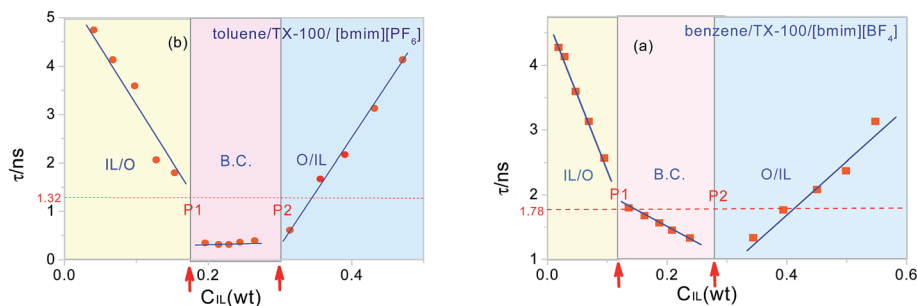 5
4
3
2
1
0
τ/ns
1.32
(b)
toluene/TX-100/ [bmim][PF6]
IL/O
B.C.
O/IL
P1
P2
0.0
0.2
0.4
CIL(wt)
4
3
2
1
τ/ns
1.78
(a)
benzene/TX-100/[bmim][BF4]
IL/O
B.C.
O/IL
P1
P2
0.0
0.2
0.4
0.6
CIL(wt)